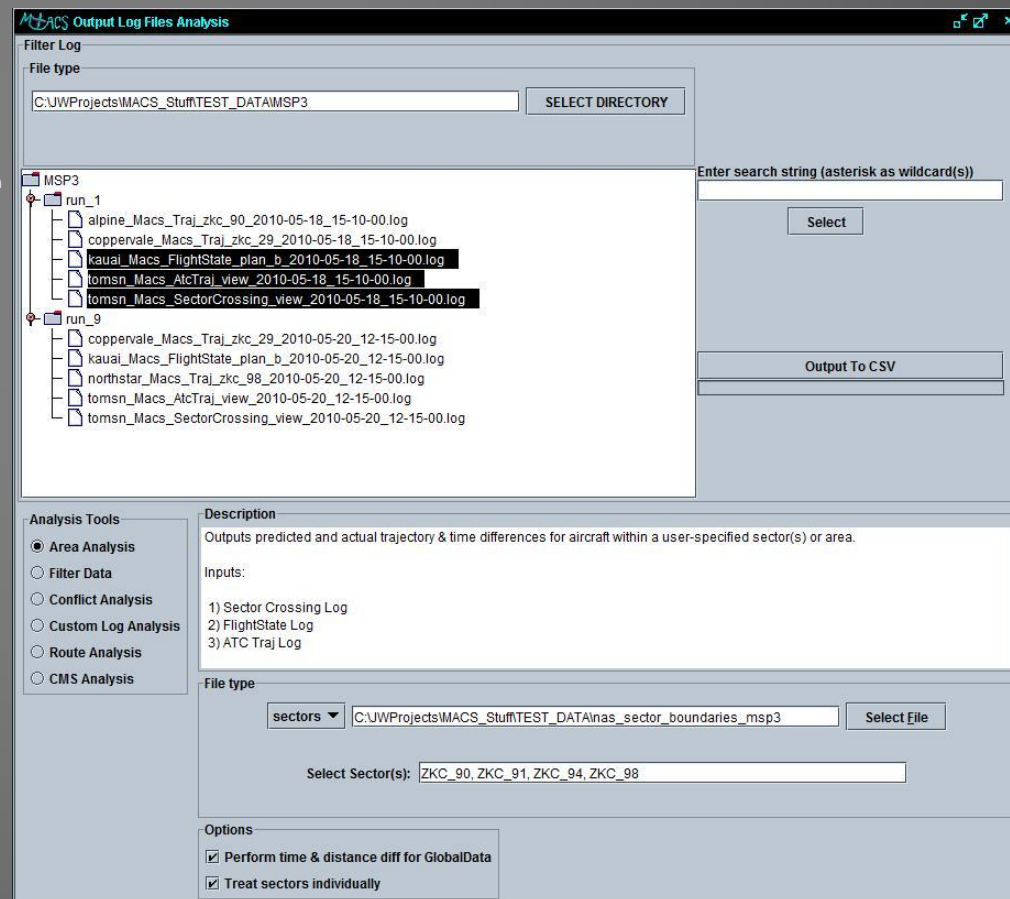 MACS Output Log Files Analysis
Filter Log
File type
C:\JWProjects\MACS_Stuff\TEST_DATA\MSP3
SELECT DIRECTORY
MSP3
run_1
alpine_Macs_Traj_zkc_90_2010-05-18_15-10-00.log
coppervale_Macs_Traj_zkc_29_2010-05-18_15-10-00.log
kauai_Macs_FlightState_plan_b_2010-05-18_15-10-00.log
tomsn_Macs_AtcTraj_view_2010-05-18_15-10-00.log
tomsn_Macs_SectorCrossing_view_2010-05-18_15-10-00.log
run_9
coppervale_Macs_Traj_zkc_29_2010-05-20_12-15-00.log
kauai_Macs_FlightState_plan_b_2010-05-20_12-15-00.log
northstar_Macs_Traj_zkc_98_2010-05-20_12-15-00.log
tomsn_Macs_AtcTraj_view_2010-05-20_12-15-00.log
tomsn_Macs_SectorCrossing_view_2010-05-20_12-15-00.log
Enter search string (asterisk as wildcard(s))
Select
Output To CSV
Analysis Tools
Area Analysis
Filter Data
Conflict Analysis
Custom Log Analysis
Route Analysis
CMS Analysis
Description
Outputs predicted and actual trajectory & time differences for aircraft within a user-specified sector(s) or area.
Inputs:
1) Sector Crossing Log
2) FlightState Log
3) ATC Traj Log
File type
sectors
C:\JWProjects\MACS_Stuff\TEST_DATA\nas_sector_boundaries_msp3
Select File
Select Sector(s):
ZKC_90, ZKC_91, ZKC_94, ZKC_98
Options
Perform time & distance diff for GlobalData
Treat sectors individually